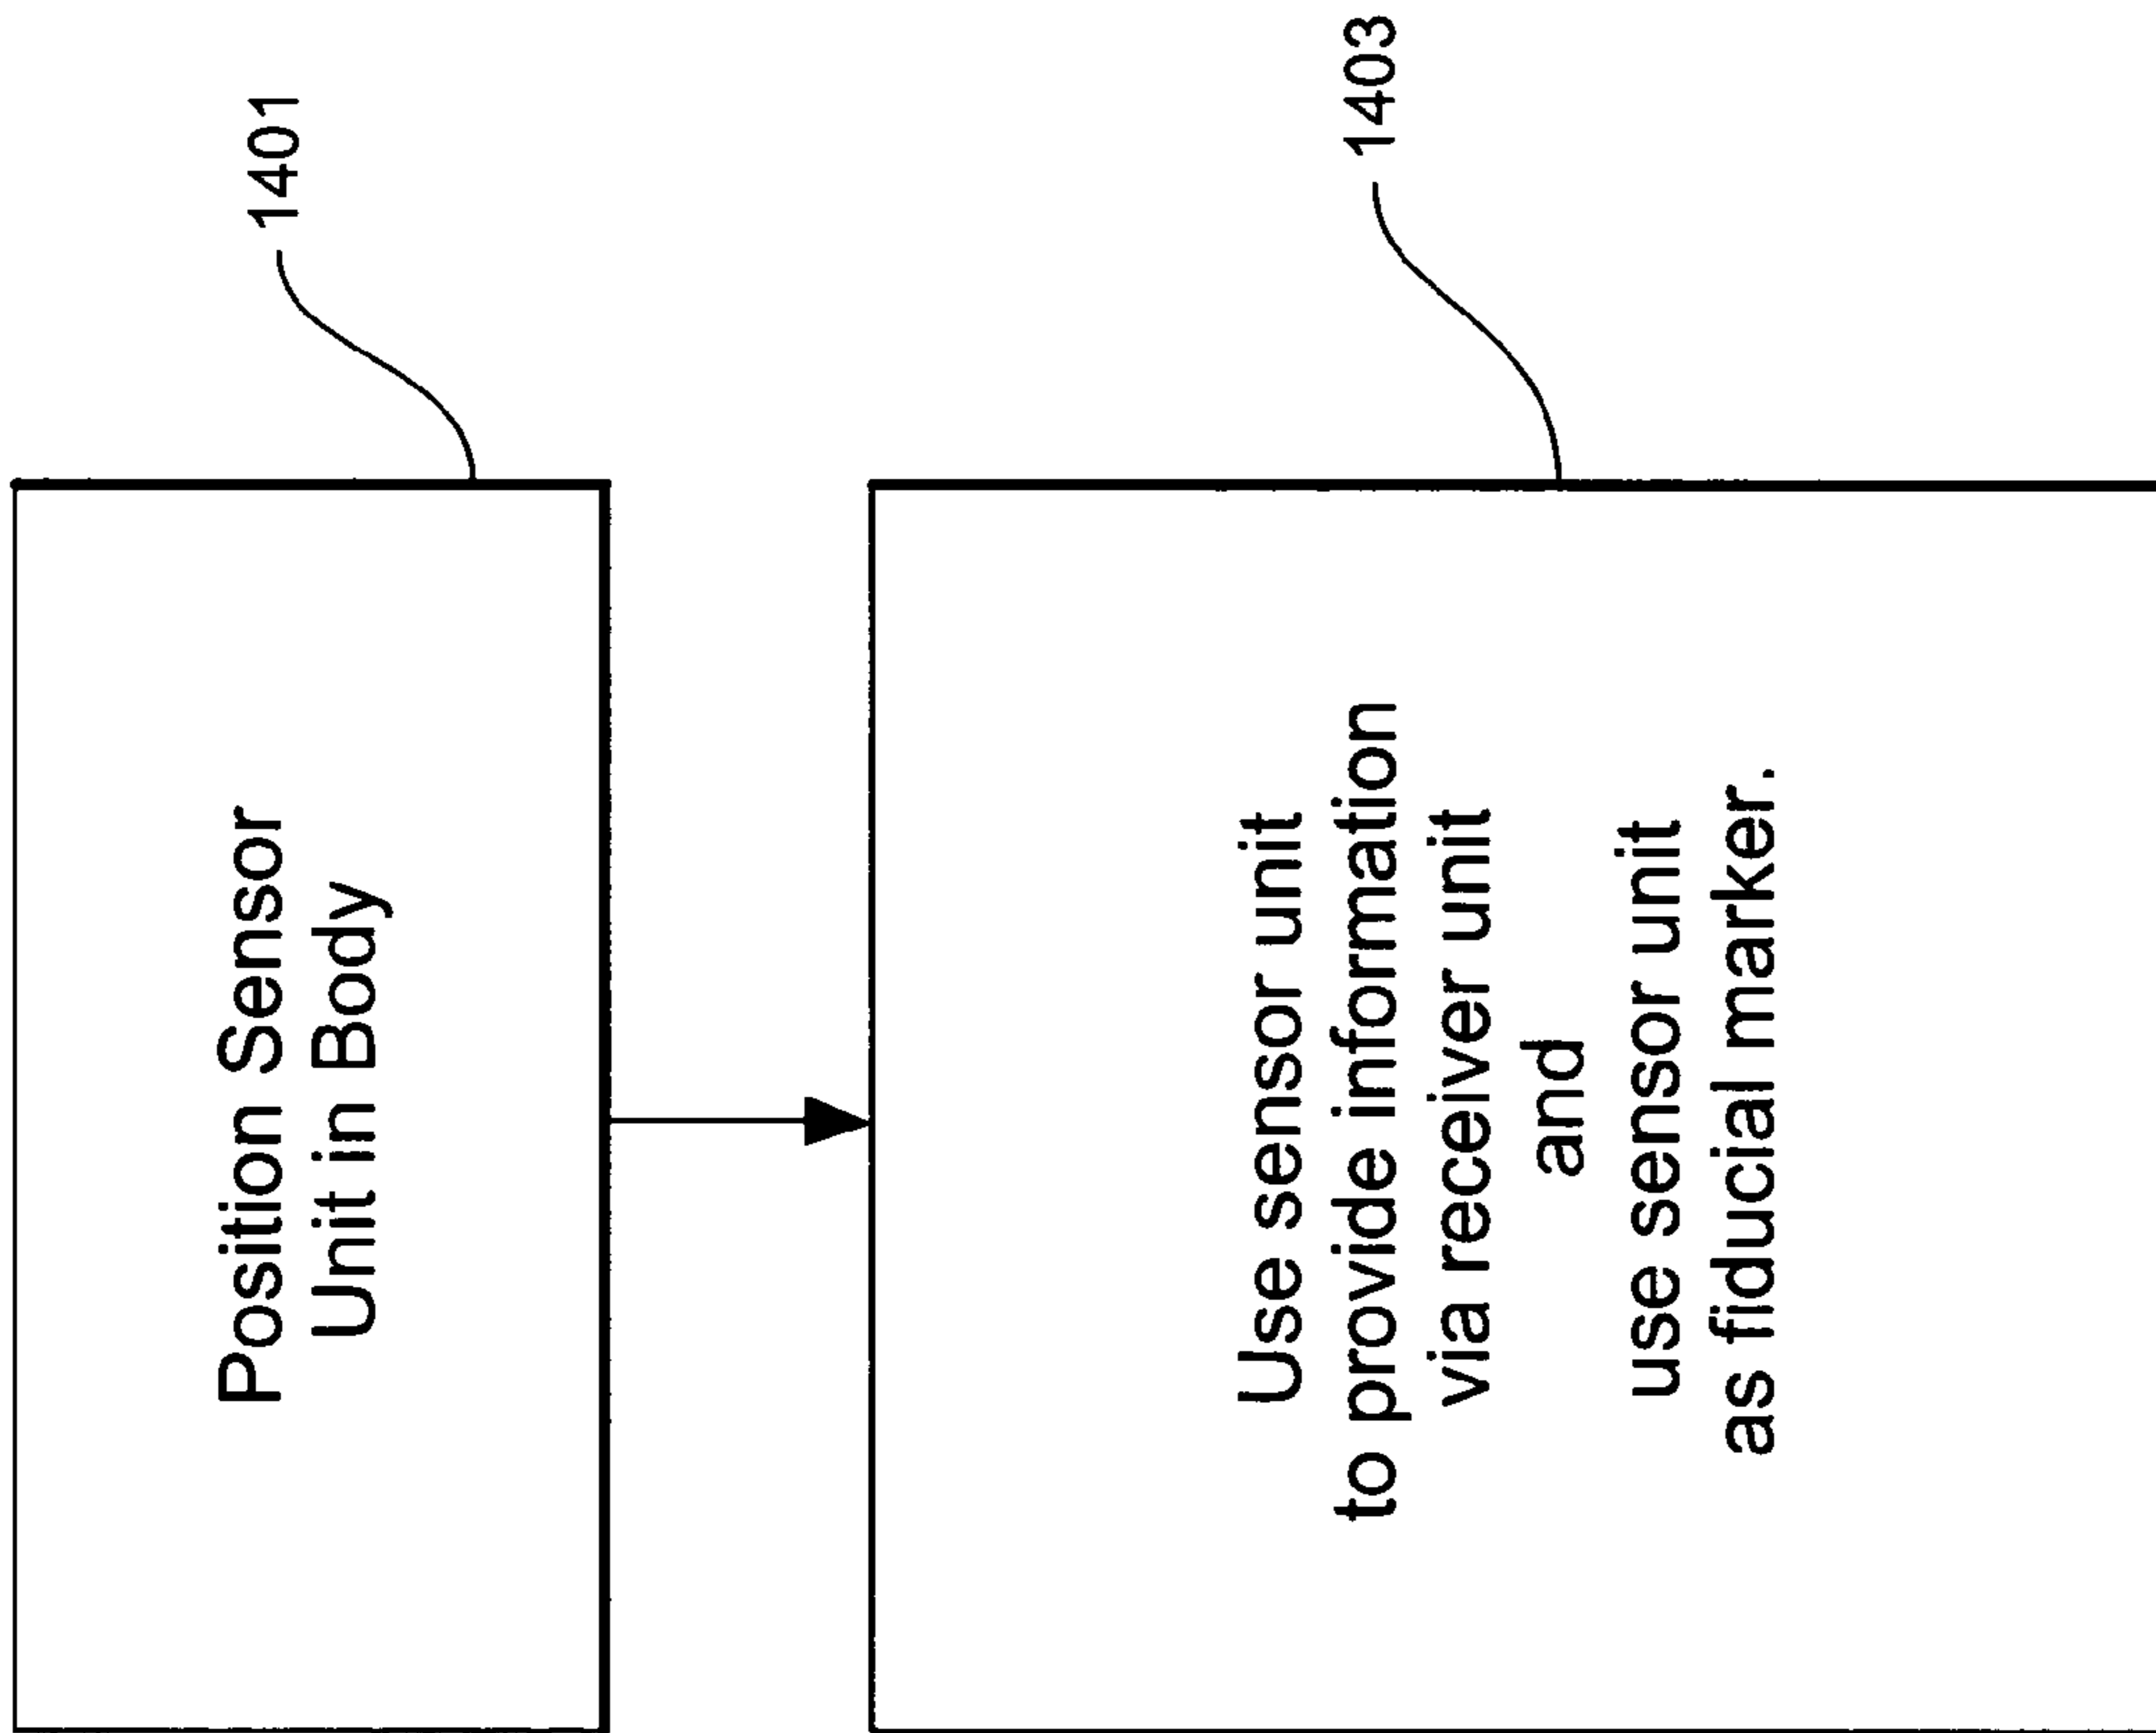 Position Sensor
Unit in Body
1401
Use sensor unit
to provide information
via receiver unit
and
use sensor unit
as fiducial marker.
1403